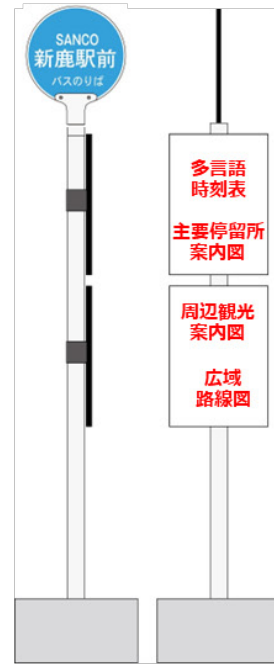 SANCO
新鹿駅前
バスのりば
多言語
時刻表
主要停留所
案内図
周辺観光
案内図
広域
路線図